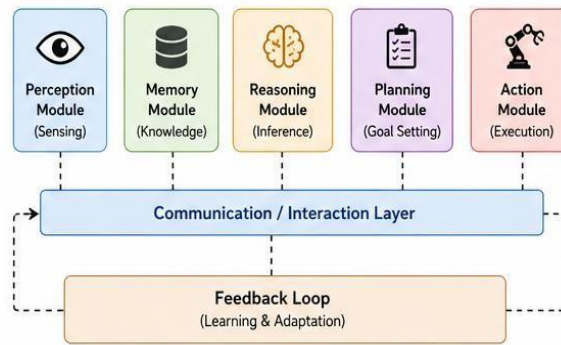 Perception
Module
(Sensing)
Memory
Module
(Knowledge)
Reasoning
Module
(Inference)
Planning
Module
(Goal Setting)
Action
Module
(Execution)
Communication / Interaction Layer
Feedback Loop
(Learning & Adaptation)